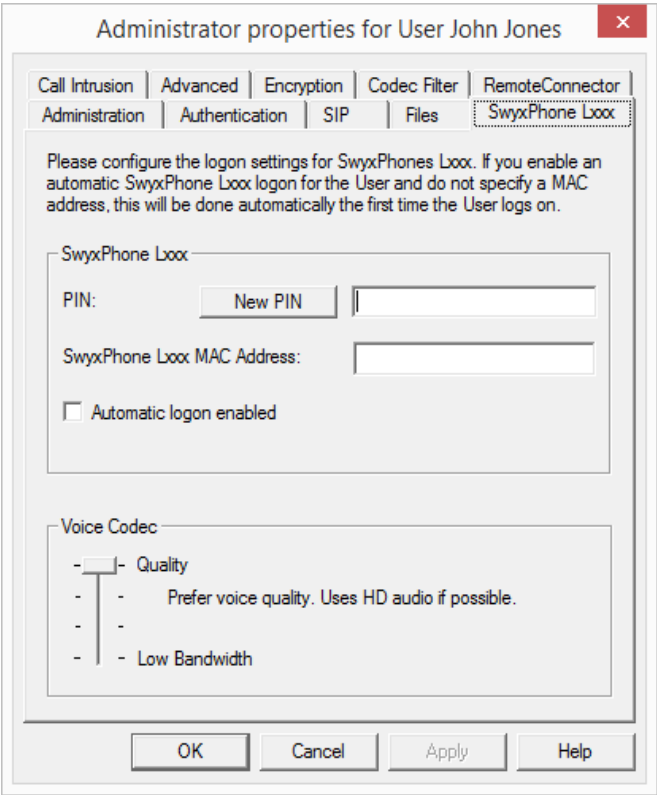 Administrator properties for User John Jones
Call Intrusion Advanced Encryption Codec Filter RemoteConnector
Administration Authentication SIP Files SwyxPhone Lxxx
Please configure the logon settings for SwyxPhones Lxxx. If you enable an
automatic SwyxPhone Lxxx logon for the User and do not specify a MAC
address, this will be done automatically the first time the User logs on.
SwyxPhone Lxxx
PIN: New PIN
SwyxPhone Lxxx MAC Address:
Automatic logon enabled
Voice Codec
Quality
Prefer voice quality. Uses HD audio if possible.
Low Bandwidth
OK Cancel Apply Help